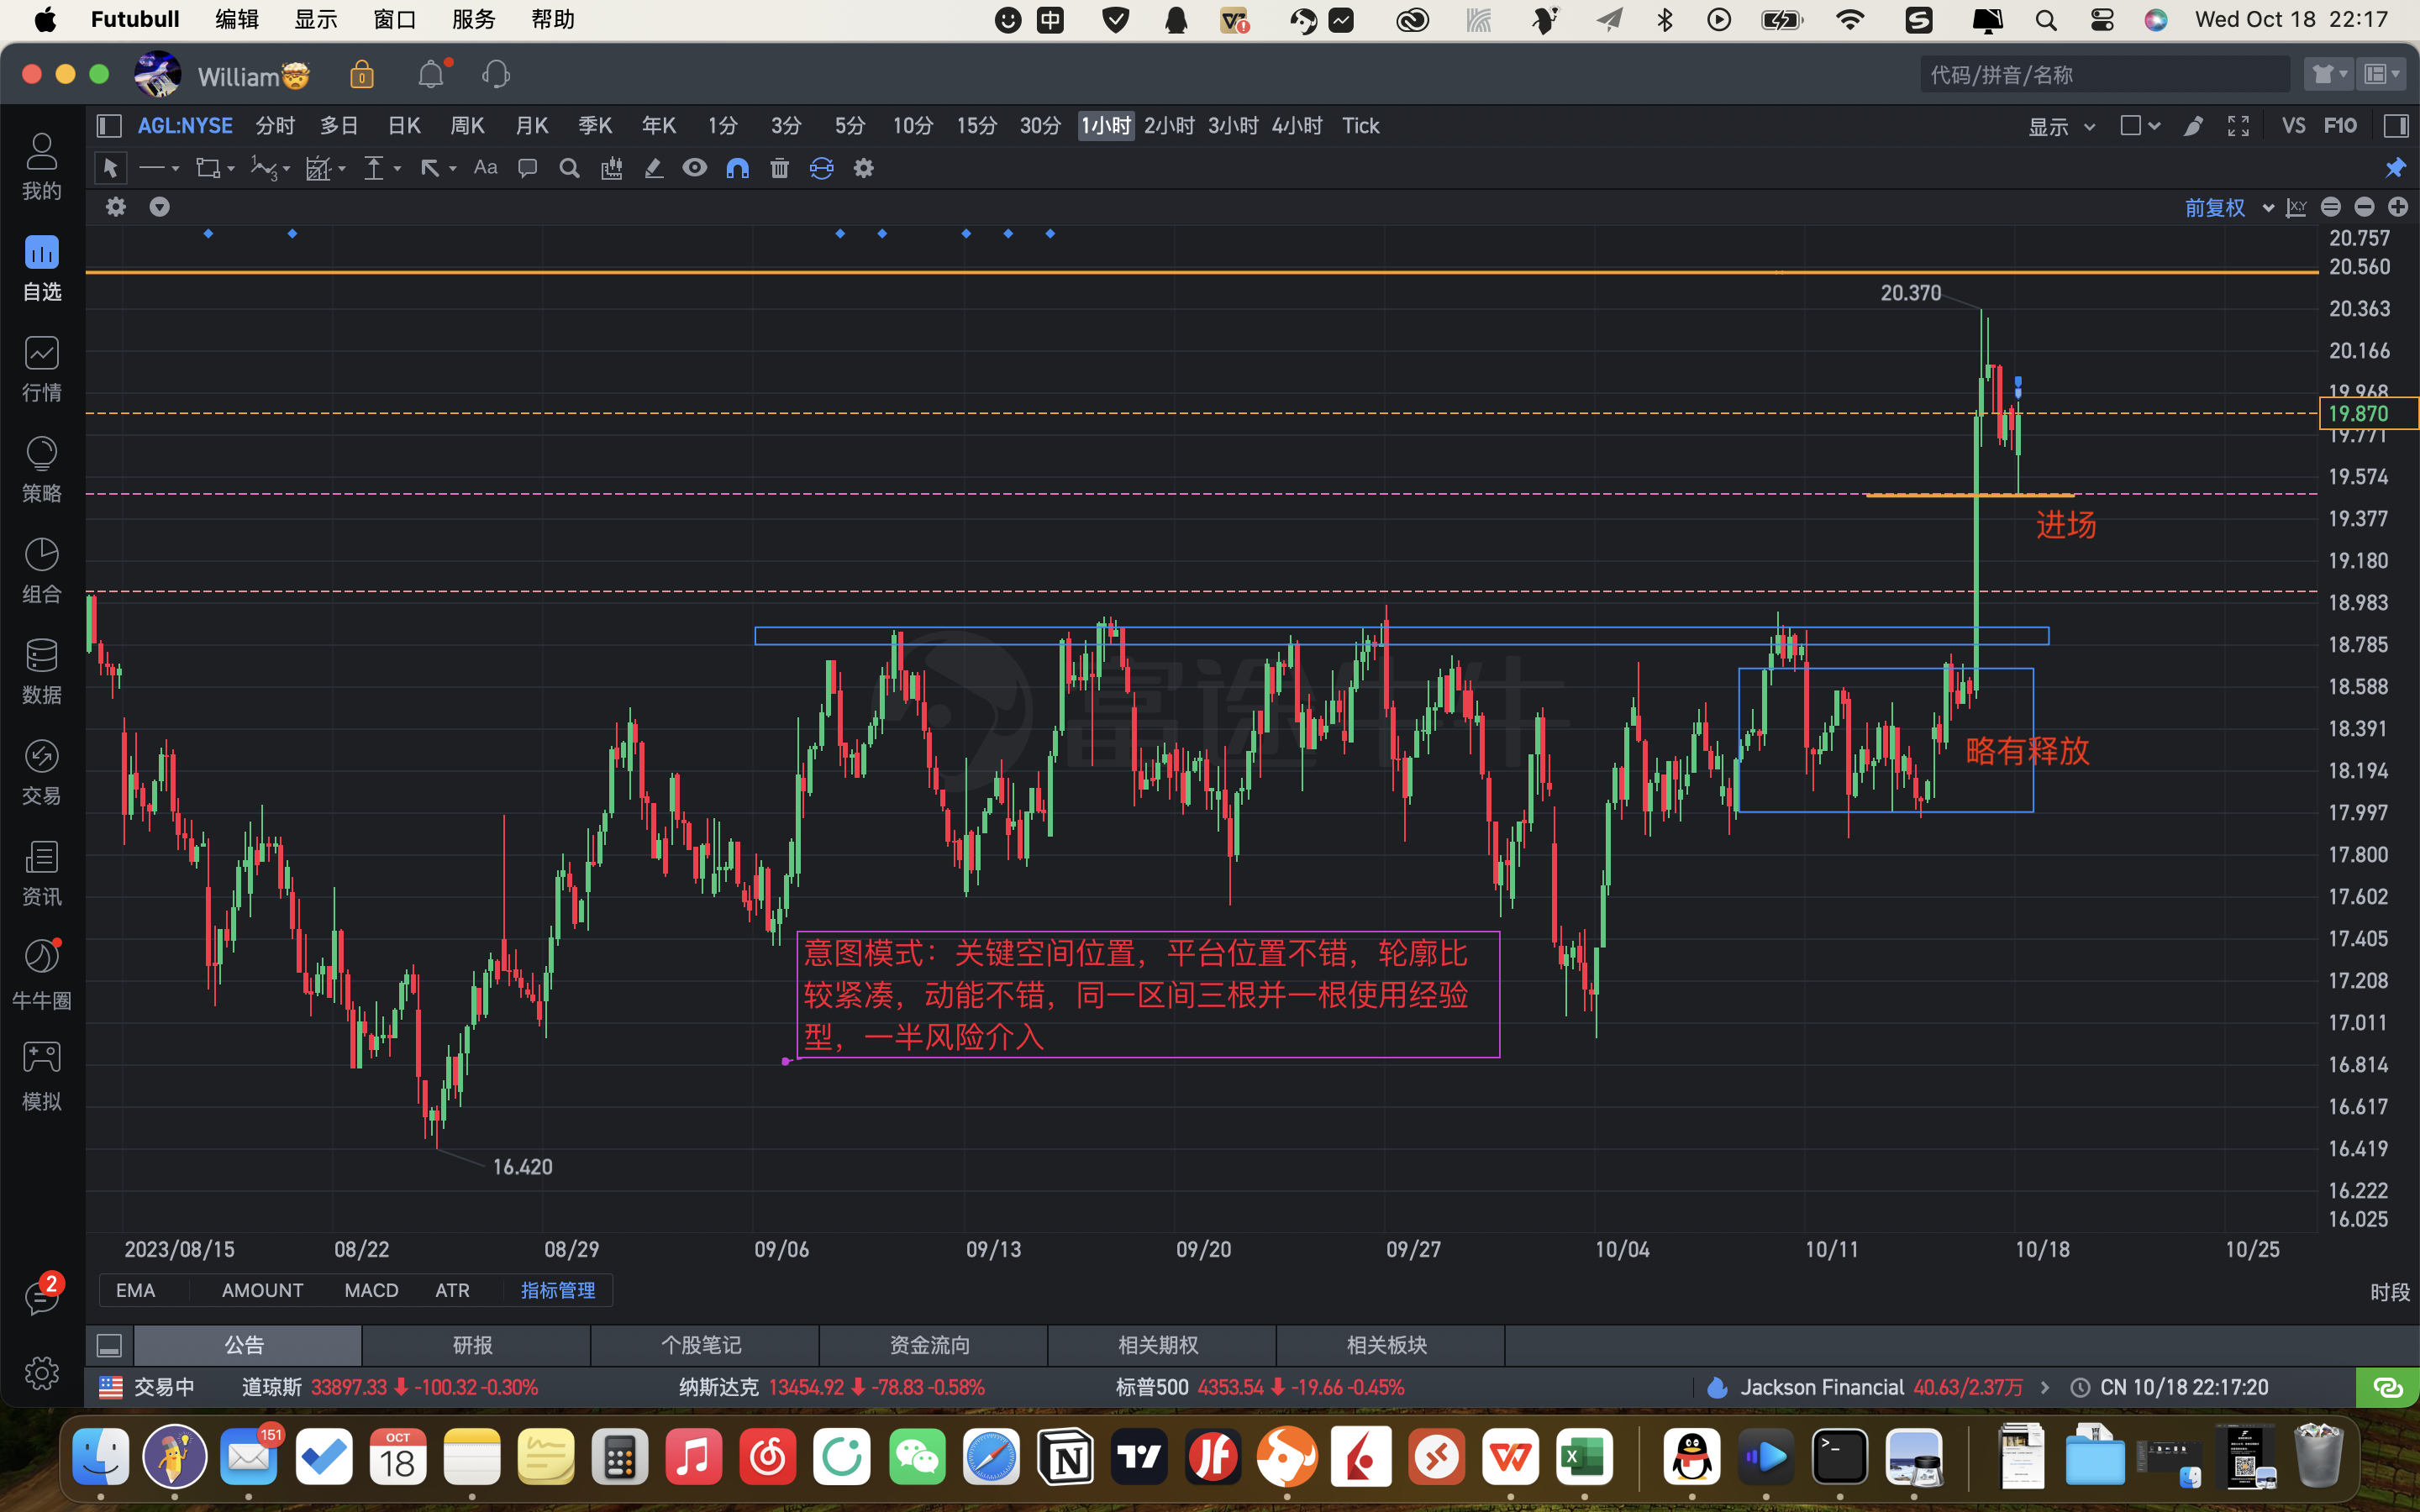 Futubull 编辑 显示 窗口 服务 帮助 中 Wed Oct 18 22:17
William 代码/拼音/名称
AGL:NYSE 分时 多日 日K 周K 月K 季K 年K 1分 3分 5分 10分 15分 30分 1小时 2小时 3小时 4小时 Tick 显示 VS F10
Aa
前复权 X,Y
我的
自选
行情
策略
组合
数据
交易
资讯
牛牛圈
模拟
2
20.757
20.560
20.370
20.363
20.166
19.968
19.870
19.771
19.574
19.377
进场
19.180
18.983
18.785
富途牛牛
18.588
18.391
略有释放
18.194
17.997
17.800
17.602
17.405
意图模式：关键空间位置，平台位置不错，轮廓比
较紧凑，动能不错，同一区间三根并一根使用经验
型，一半风险介入
17.208
17.011
16.814
16.617
16.419
16.420
16.222
16.025
2023/08/15 08/22 08/29 09/06 09/13 09/20 09/27 10/04 10/11 10/18 10/25
EMA AMOUNT MACD ATR 指标管理 时段
公告 研报 个股笔记 资金流向 相关期权 相关板块
交易中 道琼斯 33897.33 -100.32 -0.30% 纳斯达克 13454.92 -78.83 -0.58% 标普500 4353.54 -19.66 -0.45% Jackson Financial 40.63/2.37万 CN 10/18 22:17:20
151
OCT
18